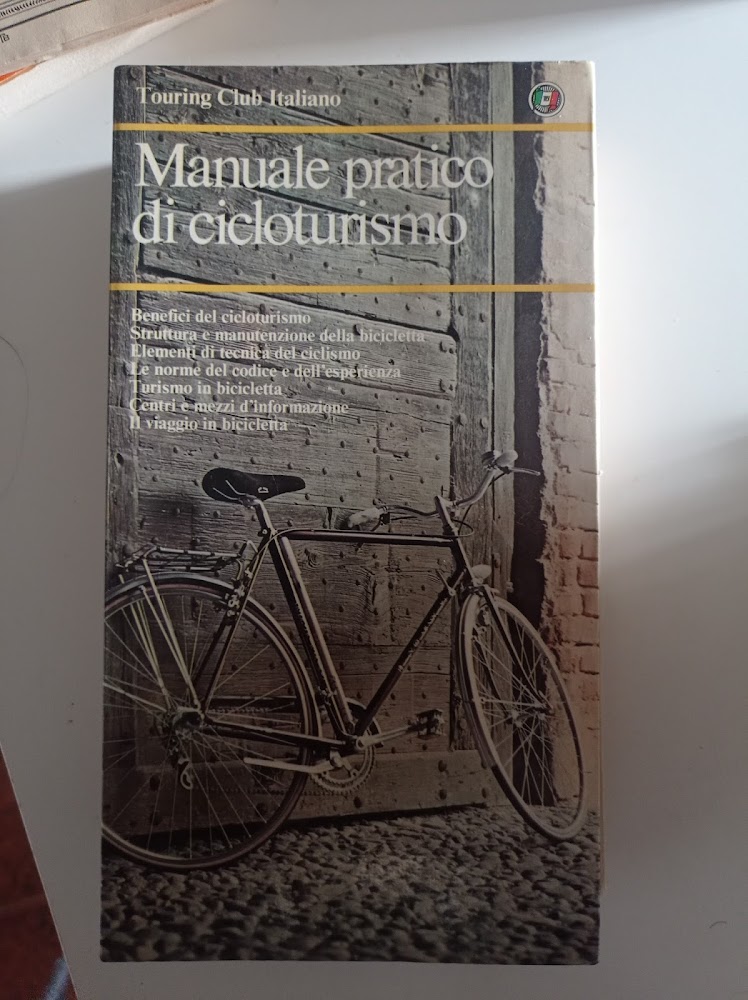 Touring Club Italiano
Manuale pratico
di cicloturismo
Benefici del cicloturismo
Struttura e manutenzione della bicicletta
Elementi di tecnica del ciclismo
Le norme del codice e dell'esperienza
Turismo in bicicletta
Centri e mezzi d'informazione
Il viaggio in bicicletta